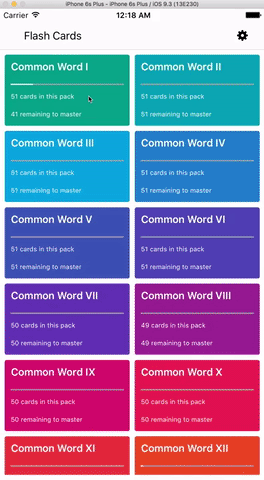 iPhone 6s Plus – iPhone 6s Plus / iOS 9.3 (13E230)
Carrier
12:18 AM
Flash Cards
Common Word I
51 cards in this pack
41 remaining to master
Common Word II
51 cards in this pack
51 remaining to master
Common Word III
51 cards in this pack
51 remaining to master
Common Word IV
51 cards in this pack
51 remaining to master
Common Word V
51 cards in this pack
51 remaining to master
Common Word VI
51 cards in this pack
51 remaining to master
Common Word VII
50 cards in this pack
50 remaining to master
Common Word VIII
49 cards in this pack
49 remaining to master
Common Word IX
50 cards in this pack
50 remaining to master
Common Word X
50 cards in this pack
50 remaining to master
Common Word XI
Common Word XII